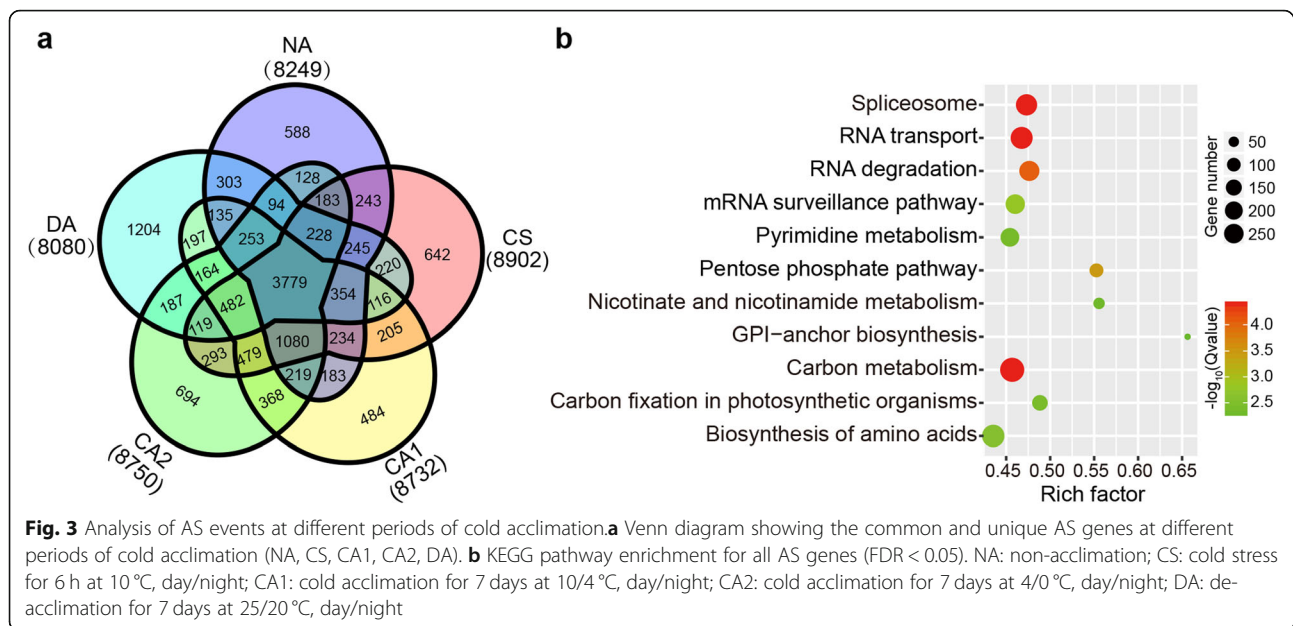 a
NA
(8249)
588
303
128
243
94
183
DA
(8080)
1204
135
197
253
228
245
220
642
CS
(8902)
164
3779
354
116
187
482
119
1080
234
205
293
479
219
183
694
368
484
CA2
(8750)
CA1
(8732)
b
Spliceosome
RNA transport
RNA degradation
mRNA surveillance pathway
Pyrimidine metabolism
Pentose phosphate pathway
Nicotinate and nicotinamide metabolism
GPI−anchor biosynthesis
Carbon metabolism
Carbon fixation in photosynthetic organisms
Biosynthesis of amino acids
0.45 0.50 0.55 0.60 0.65
Rich factor
Gene number
50
100
150
200
250
-log10(Qvalue)
4.0
3.5
3.0
2.5
Fig. 3 Analysis of AS events at different periods of cold acclimation.a Venn diagram showing the common and unique AS genes at different
periods of cold acclimation (NA, CS, CA1, CA2, DA). b KEGG pathway enrichment for all AS genes (FDR < 0.05). NA: non-acclimation; CS: cold stress
for 6 h at 10 °C, day/night; CA1: cold acclimation for 7 days at 10/4 °C, day/night; CA2: cold acclimation for 7 days at 4/0 °C, day/night; DA: de-
acclimation for 7 days at 25/20 °C, day/night